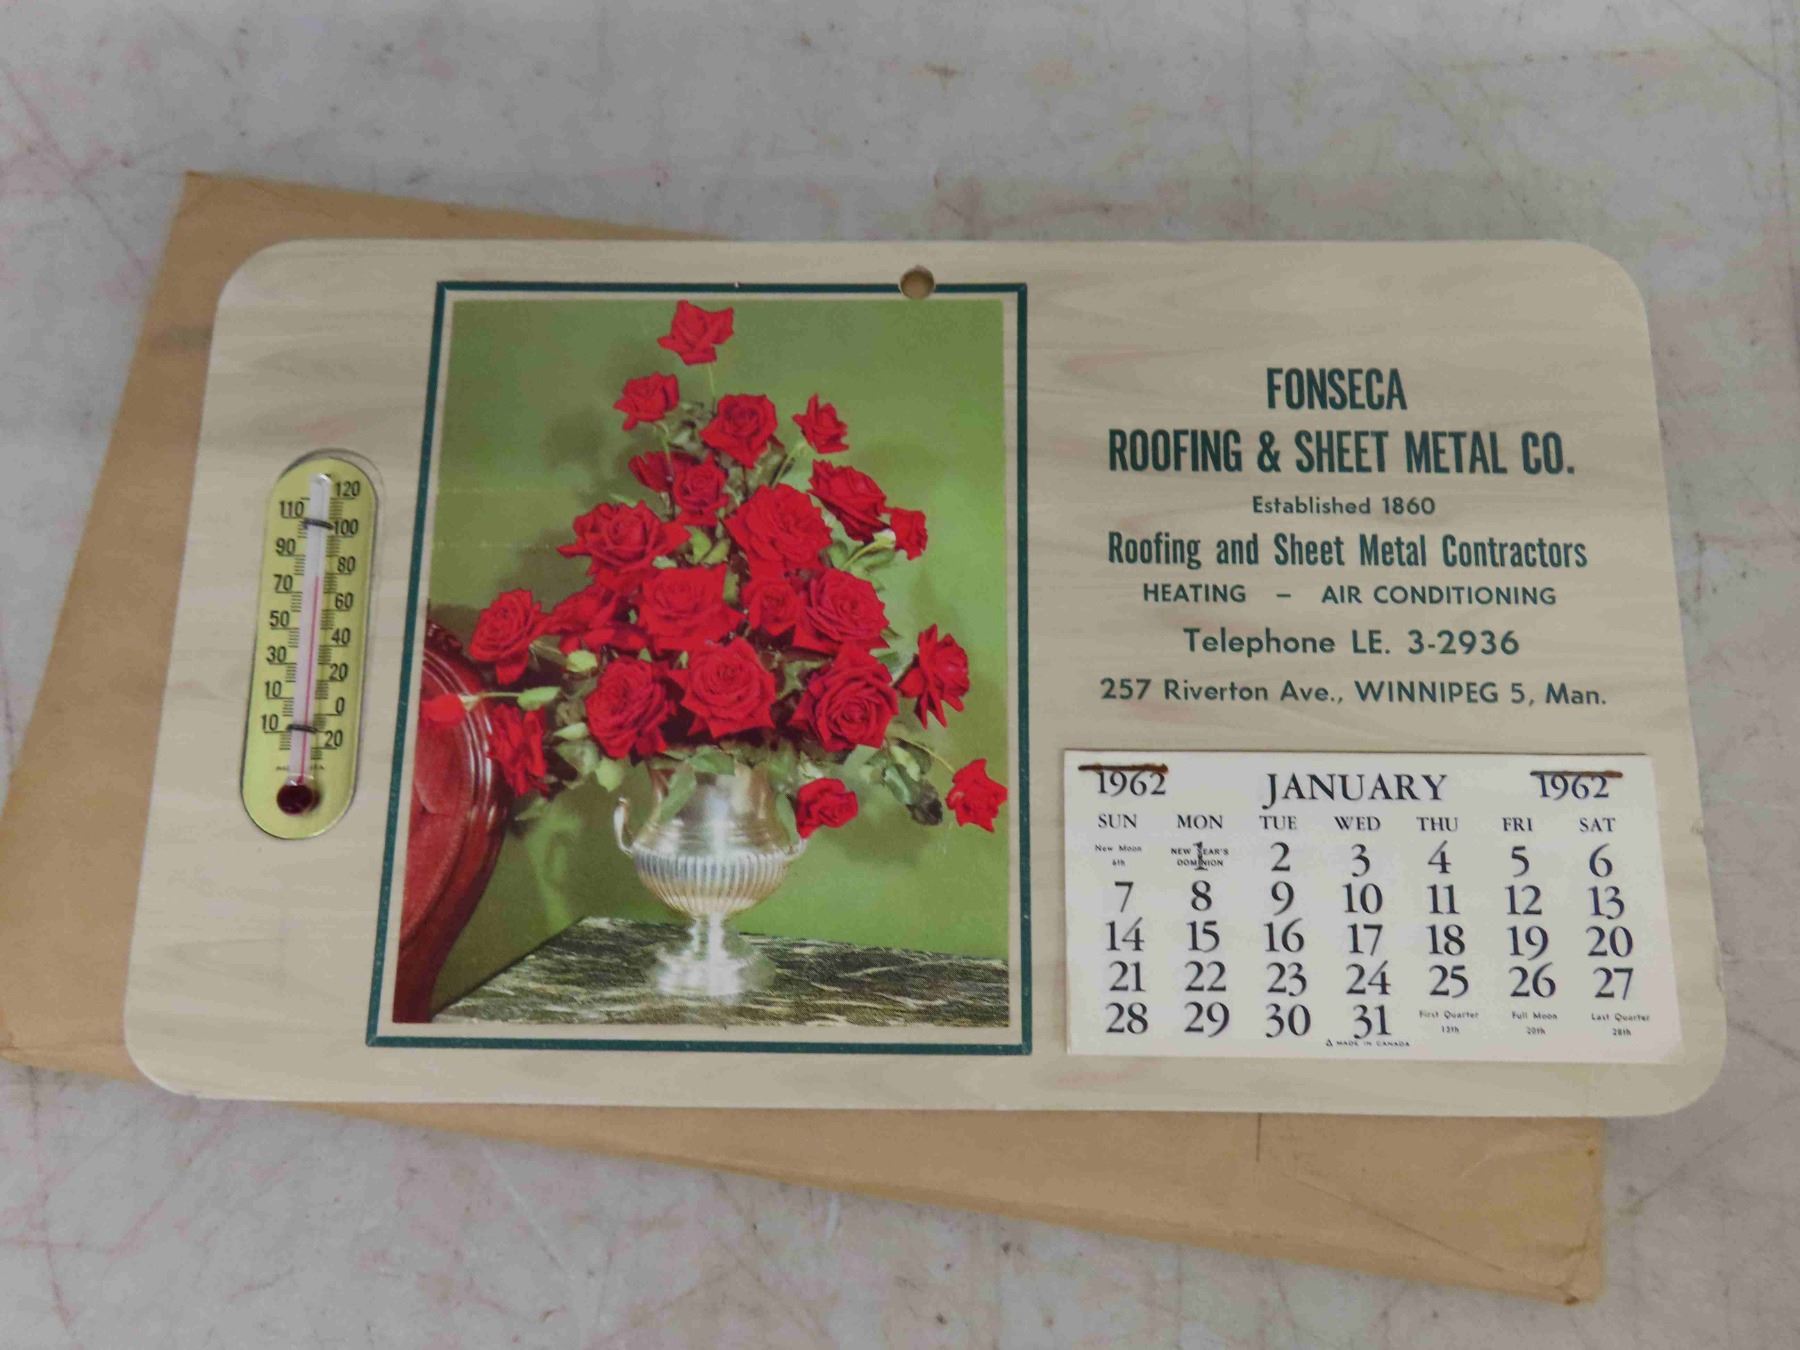 120
110
100
90
80
70
60
50
40
30
20
10
0
10
20
FONSECA
ROOFING & SHEET METAL CO.
Established 1860
Roofing and Sheet Metal Contractors
HEATING – AIR CONDITIONING
Telephone LE. 3-2936
257 Riverton Ave., WINNIPEG 5, Man.
1962 JANUARY 1962
SUN MON TUE WED THU FRI SAT
New Moon 6th NEW YEAR'S DOMINION 1 2 3 4 5 6
7 8 9 10 11 12 13
14 15 16 17 18 19 20
21 22 23 24 25 26 27
28 29 30 31 First Quarter 13th Full Moon 20th Last Quarter 28th
MADE IN CANADA